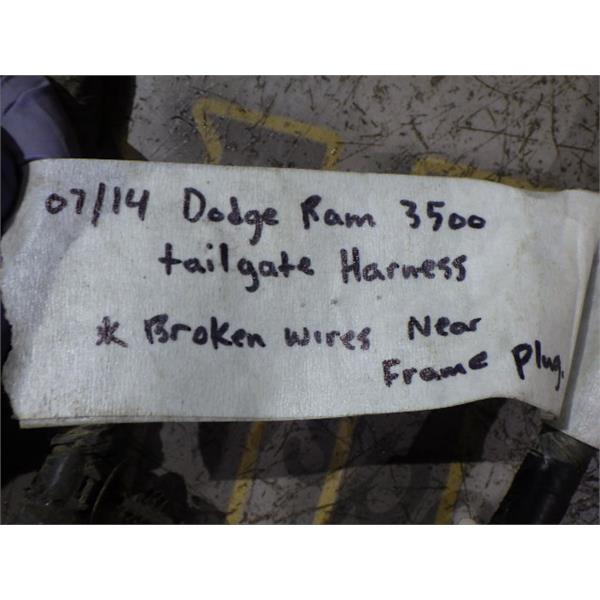 07/14 Dodge Ram 3500
tailgate Harness
* Broken wires Near
Frame Plug.